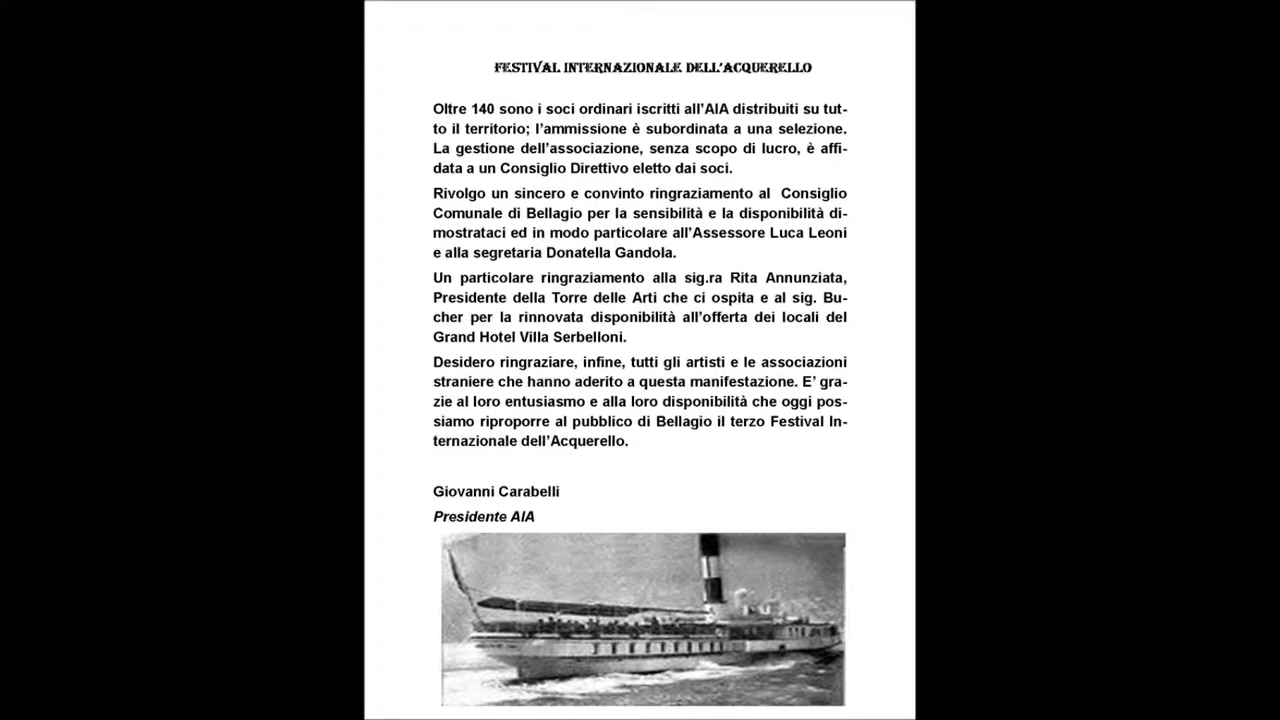 FESTIVAL INTERNAZIONALE DELL'ACQUERELLO
Oltre 140 sono i soci ordinari iscritti all'AIA distribuiti su tut-
to il territorio; l'ammissione è subordinata a una selezione.
La gestione dell'associazione, senza scopo di lucro, è affi-
data a un Consiglio Direttivo eletto dai soci.
Rivolgo un sincero e convinto ringraziamento al Consiglio
Comunale di Bellagio per la sensibilità e la disponibilità di-
mostrataci ed in modo particolare all'Assessore Luca Leoni
e alla segretaria Donatella Gandola.
Un particolare ringraziamento alla sig.ra Rita Annunziata,
Presidente della Torre delle Arti che ci ospita e al sig. Bu-
cher per la rinnovata disponibilità all'offerta dei locali del
Grand Hotel Villa Serbelloni.
Desidero ringraziare, infine, tutti gli artisti e le associazioni
straniere che hanno aderito a questa manifestazione. E' gra-
zie al loro entusiasmo e alla loro disponibilità che oggi pos-
siamo riproporre al pubblico di Bellagio il terzo Festival In-
ternazionale dell'Acquerello.
Giovanni Carabelli
Presidente AIA